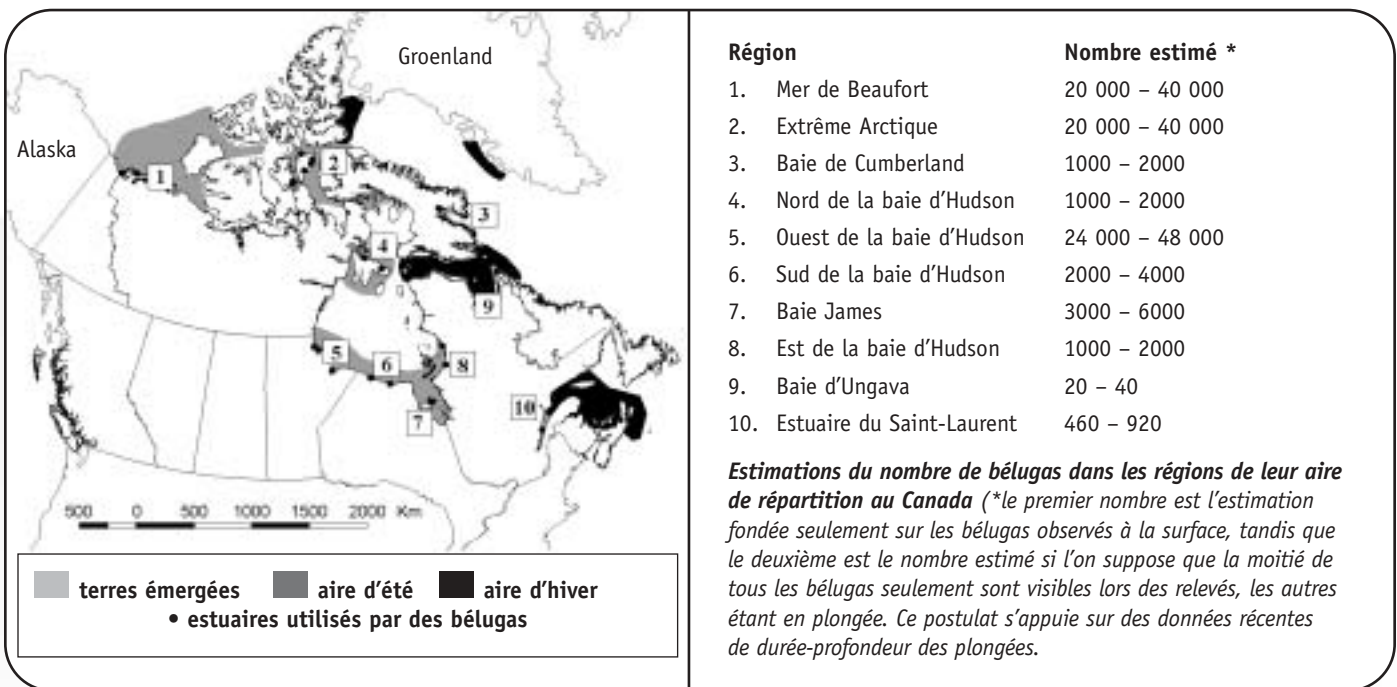 Groenland
Alaska
1
2
3
4
5
6
7
8
9
10
500 0 500 1000 1500 2000 Km
terres émergées aire d'été aire d'hiver
• estuaires utilisés par des bélugas
Région Nombre estimé *
1. Mer de Beaufort 20 000 – 40 000
2. Extrême Arctique 20 000 – 40 000
3. Baie de Cumberland 1000 – 2000
4. Nord de la baie d'Hudson 1000 – 2000
5. Ouest de la baie d'Hudson 24 000 – 48 000
6. Sud de la baie d'Hudson 2000 – 4000
7. Baie James 3000 – 6000
8. Est de la baie d'Hudson 1000 – 2000
9. Baie d'Ungava 20 – 40
10. Estuaire du Saint-Laurent 460 – 920
Estimations du nombre de bélugas dans les régions de leur aire
de répartition au Canada (*le premier nombre est l'estimation
fondée seulement sur les bélugas observés à la surface, tandis que
le deuxième est le nombre estimé si l'on suppose que la moitié de
tous les bélugas seulement sont visibles lors des relevés, les autres
étant en plongée. Ce postulat s'appuie sur des données récentes
de durée-profondeur des plongées.